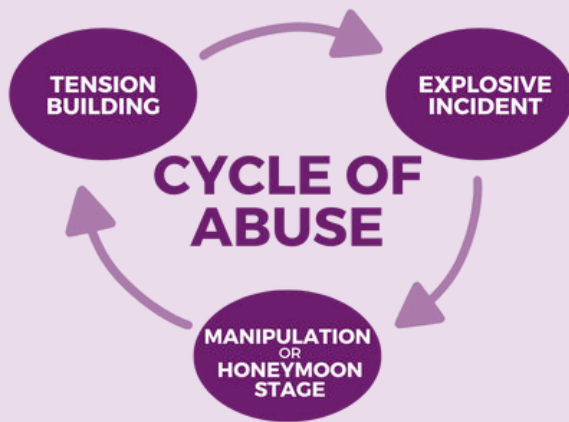 TENSION
BUILDING
EXPLOSIVE
INCIDENT
CYCLE OF
ABUSE
MANIPULATION
OR
HONEYMOON
STAGE